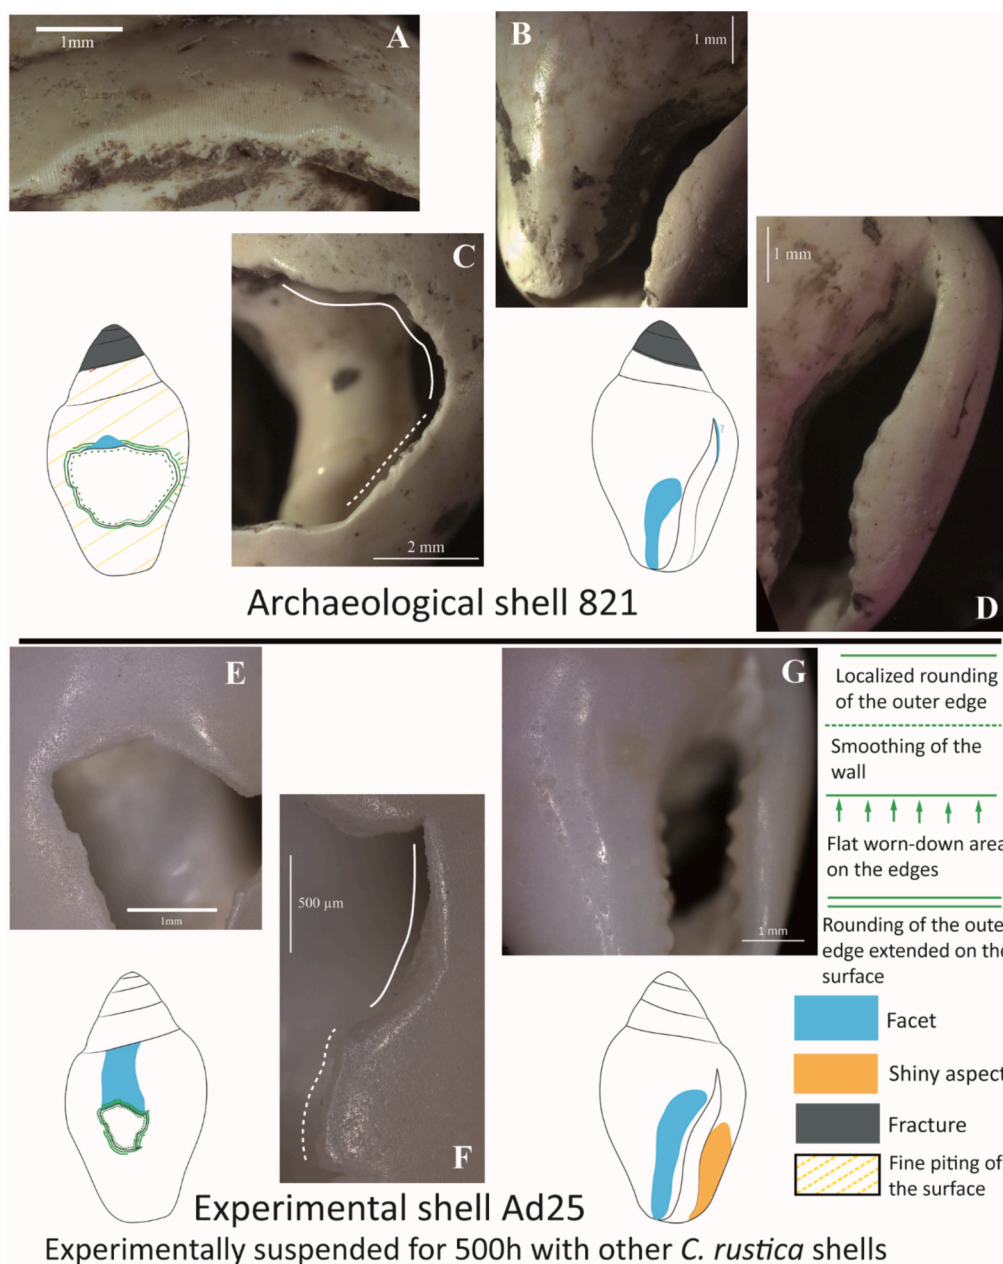 A
1mm
B
1 mm
C
2 mm
1 mm
D
?
Archaeological shell 821
E
1mm
F
500 µm
G
1 mm
Localized rounding
of the outer edge
Smoothing of the
wall
Flat worn-down area
on the edges
Rounding of the oute
edge extended on the
surface
Facet
Shiny aspect
Fracture
Fine piting of
the surface
Experimental shell Ad25
Experimentally suspended for 500h with other C. rustica shells